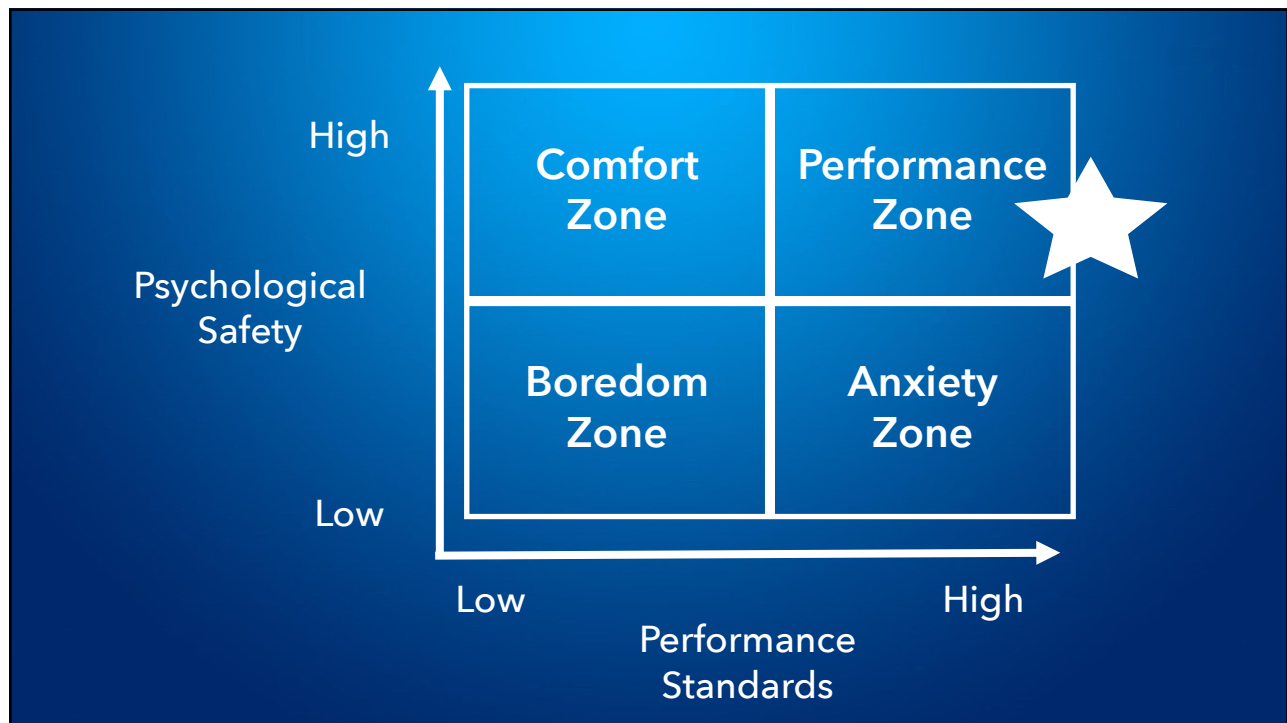 High
Comfort
Zone
Performance
Zone
Psychological
Safety
Boredom
Zone
Anxiety
Zone
Low
Low
High
Performance
Standards